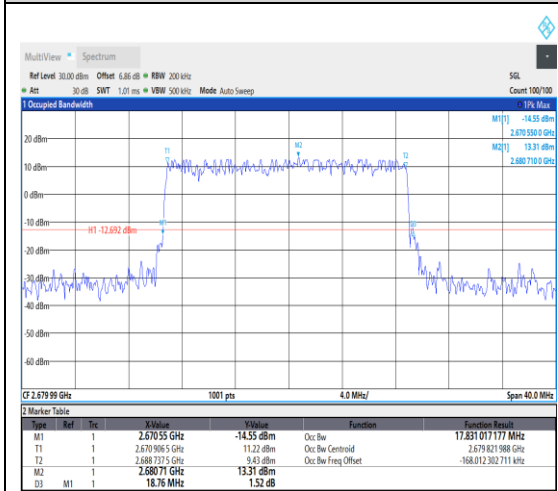 MultiView Spectrum
Ref Level 30.00 dBm Offset 6.86 dB RBW 200 kHz SGL
Att 30 dB SWT 1.01 ms VBW 500 kHz Mode Auto Sweep Count 100/100
1 Occupied Bandwidth 1Pk Max
M1[1] -14.55 dBm
2.670 550 0 GHz
M2[1] 13.31 dBm
2.680 710 0 GHz
20 dBm
T1 M2 T2
10 dBm
0 dBm
-10 dBm
H1 -12.692 dBm
-20 dBm
-30 dBm
-40 dBm
-50 dBm
-60 dBm
CF 2.679 99 GHz 1001 pts 4.0 MHz/ Span 40.0 MHz
2 Marker Table
Type Ref Trc X-Value Y-Value Function Function Result
M1 1 2.670 55 GHz -14.55 dBm Occ Bw 17.831 017 177 MHz
T1 1 2.670 906 5 GHz 11.22 dBm Occ Bw Centroid 2.679 821 988 GHz
T2 1 2.688 737 5 GHz 9.43 dBm Occ Bw Freq Offset -168.012 302 711 kHz
M2 1 2.680 71 GHz 13.31 dBm
D3 M1 1 18.76 MHz 1.52 dB